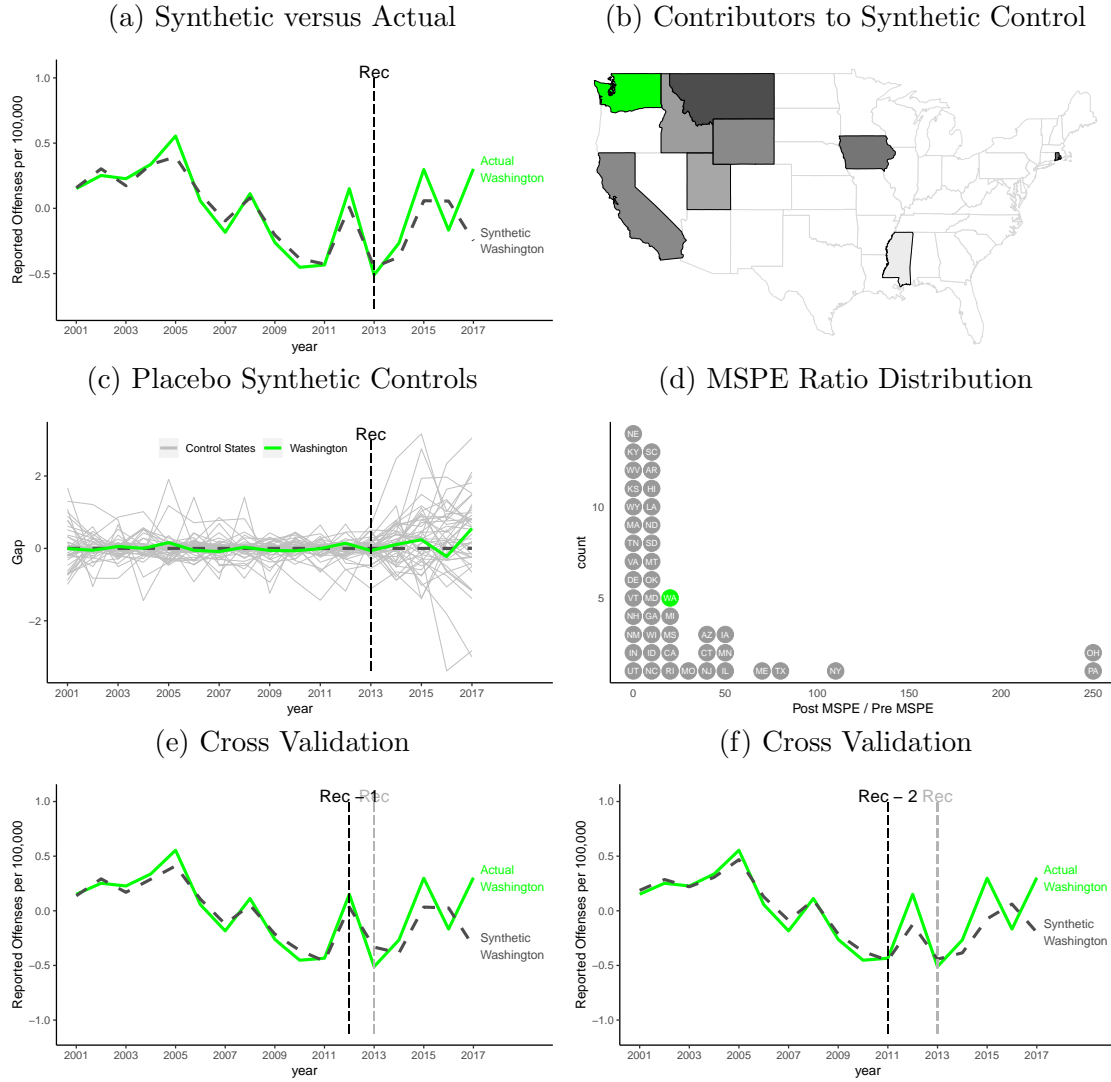 (a) Synthetic versus Actual
Rec
1.0
0.5
0.0
−0.5
Reported Offenses per 100,000
Actual
Washington
Synthetic
Washington
2001 2003 2005 2007 2009 2011 2013 2015 2017
year
(b) Contributors to Synthetic Control
(c) Placebo Synthetic Controls
Rec
Control States Washington
2
0
−2
Gap
2001 2003 2005 2007 2009 2011 2013 2015 2017
year
(d) MSPE Ratio Distribution
10
5
count
NE
KY SC
WV AR
KS HI
WY LA
MA ND
TN SD
VA MT
DE OK
VT MD WA
NH GA MI
NM WI MS AZ IA
IN ID CA CT MN OH
UT NC RI MO NJ IL ME TX NY PA
0 50 100 150 200 250
Post MSPE / Pre MSPE
(e) Cross Validation
Rec − 1 Rec
1.0
0.5
0.0
−0.5
−1.0
Reported Offenses per 100,000
Actual
Washington
Synthetic
Washington
2001 2003 2005 2007 2009 2011 2013 2015 2017
year
(f) Cross Validation
Rec − 2 Rec
1.0
0.5
0.0
−0.5
−1.0
Reported Offenses per 100,000
Actual
Washington
Synthetic
Washington
2001 2003 2005 2007 2009 2011 2013 2015 2017
year